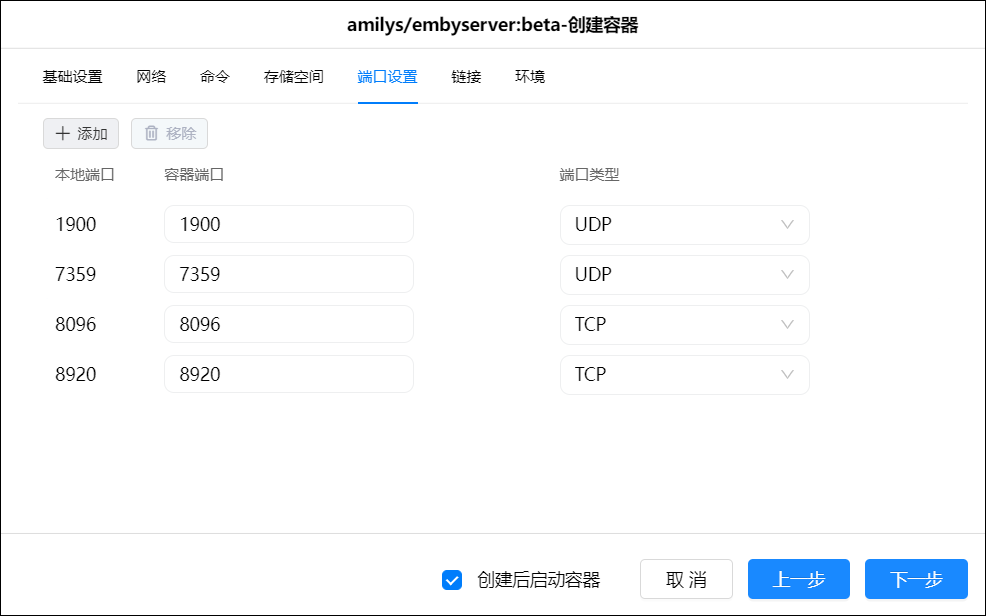 amilys/embyserver:beta-创建容器
基础设置 网络 命令 存储空间 端口设置 链接 环境
添加 移除
本地端口 容器端口 端口类型
1900 1900 UDP
7359 7359 UDP
8096 8096 TCP
8920 8920 TCP
创建后启动容器 取 消 上一步 下一步